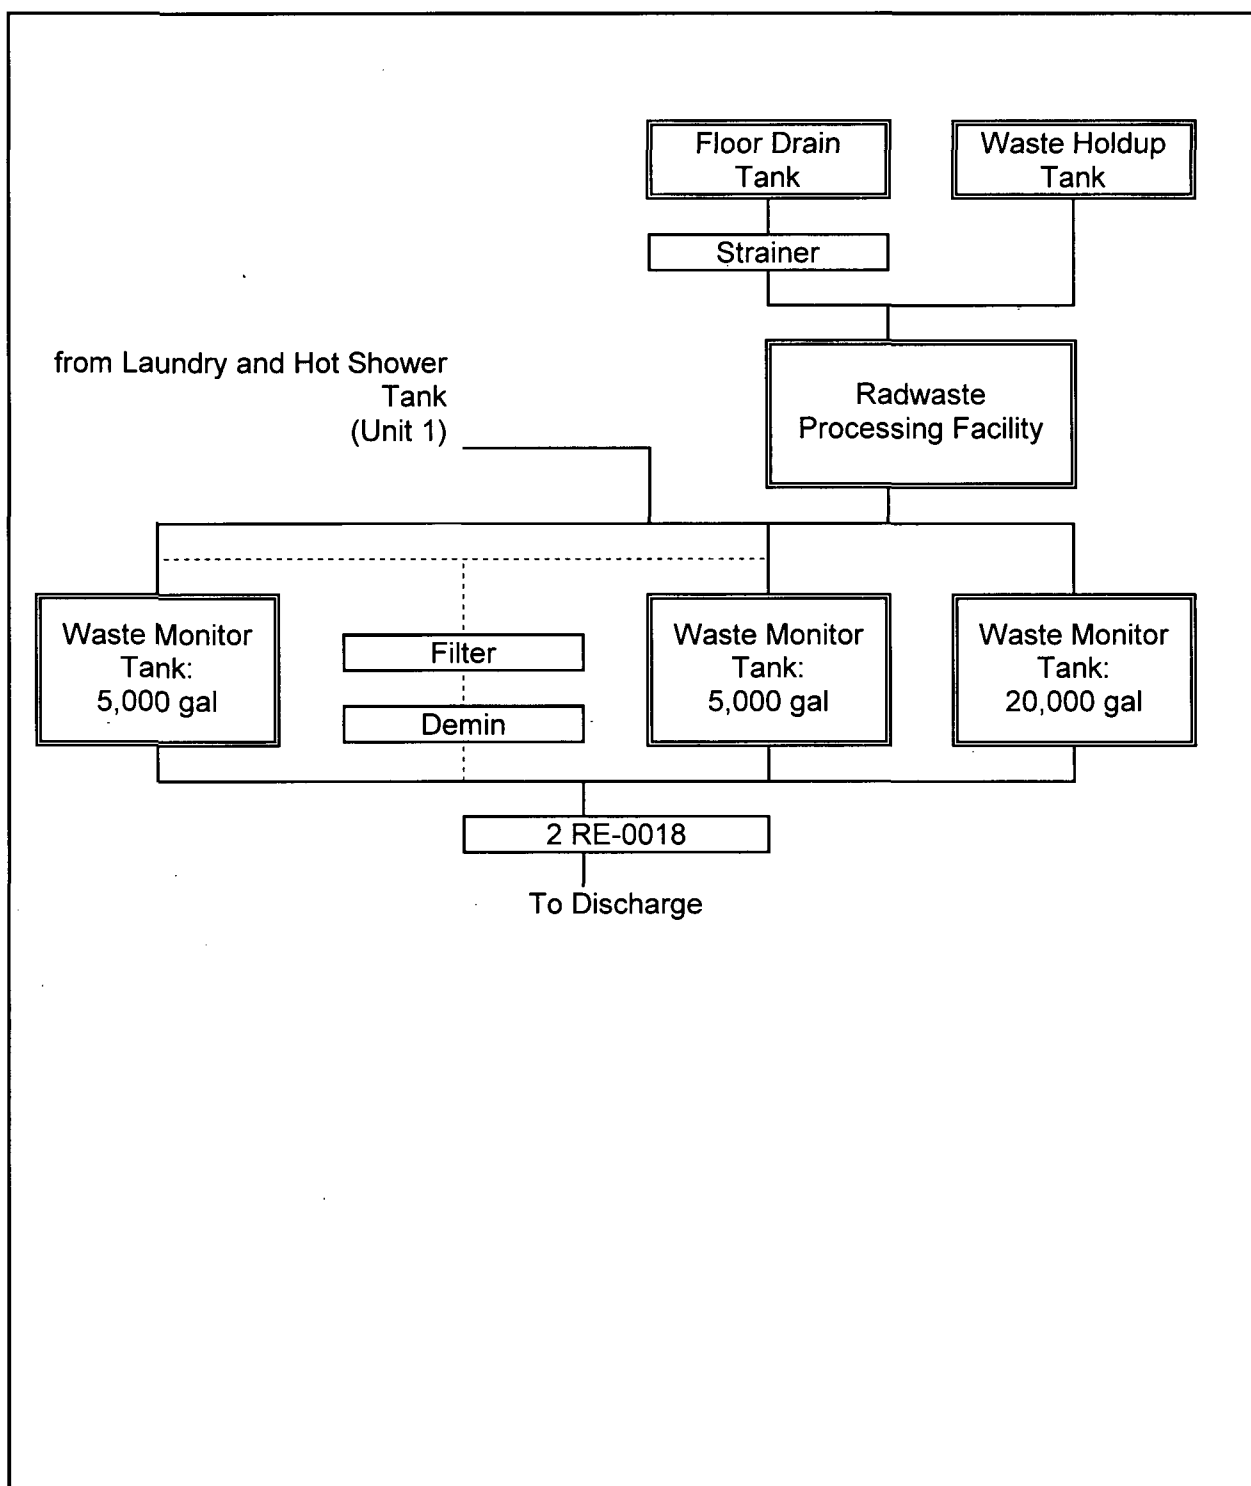 Floor Drain
Tank
Waste Holdup
Tank
Strainer
from Laundry and Hot Shower
Tank
(Unit 1)
Radwaste
Processing Facility
Waste Monitor
Tank:
5,000 gal
Filter
Demin
Waste Monitor
Tank:
5,000 gal
Waste Monitor
Tank:
20,000 gal
2 RE-0018
To Discharge